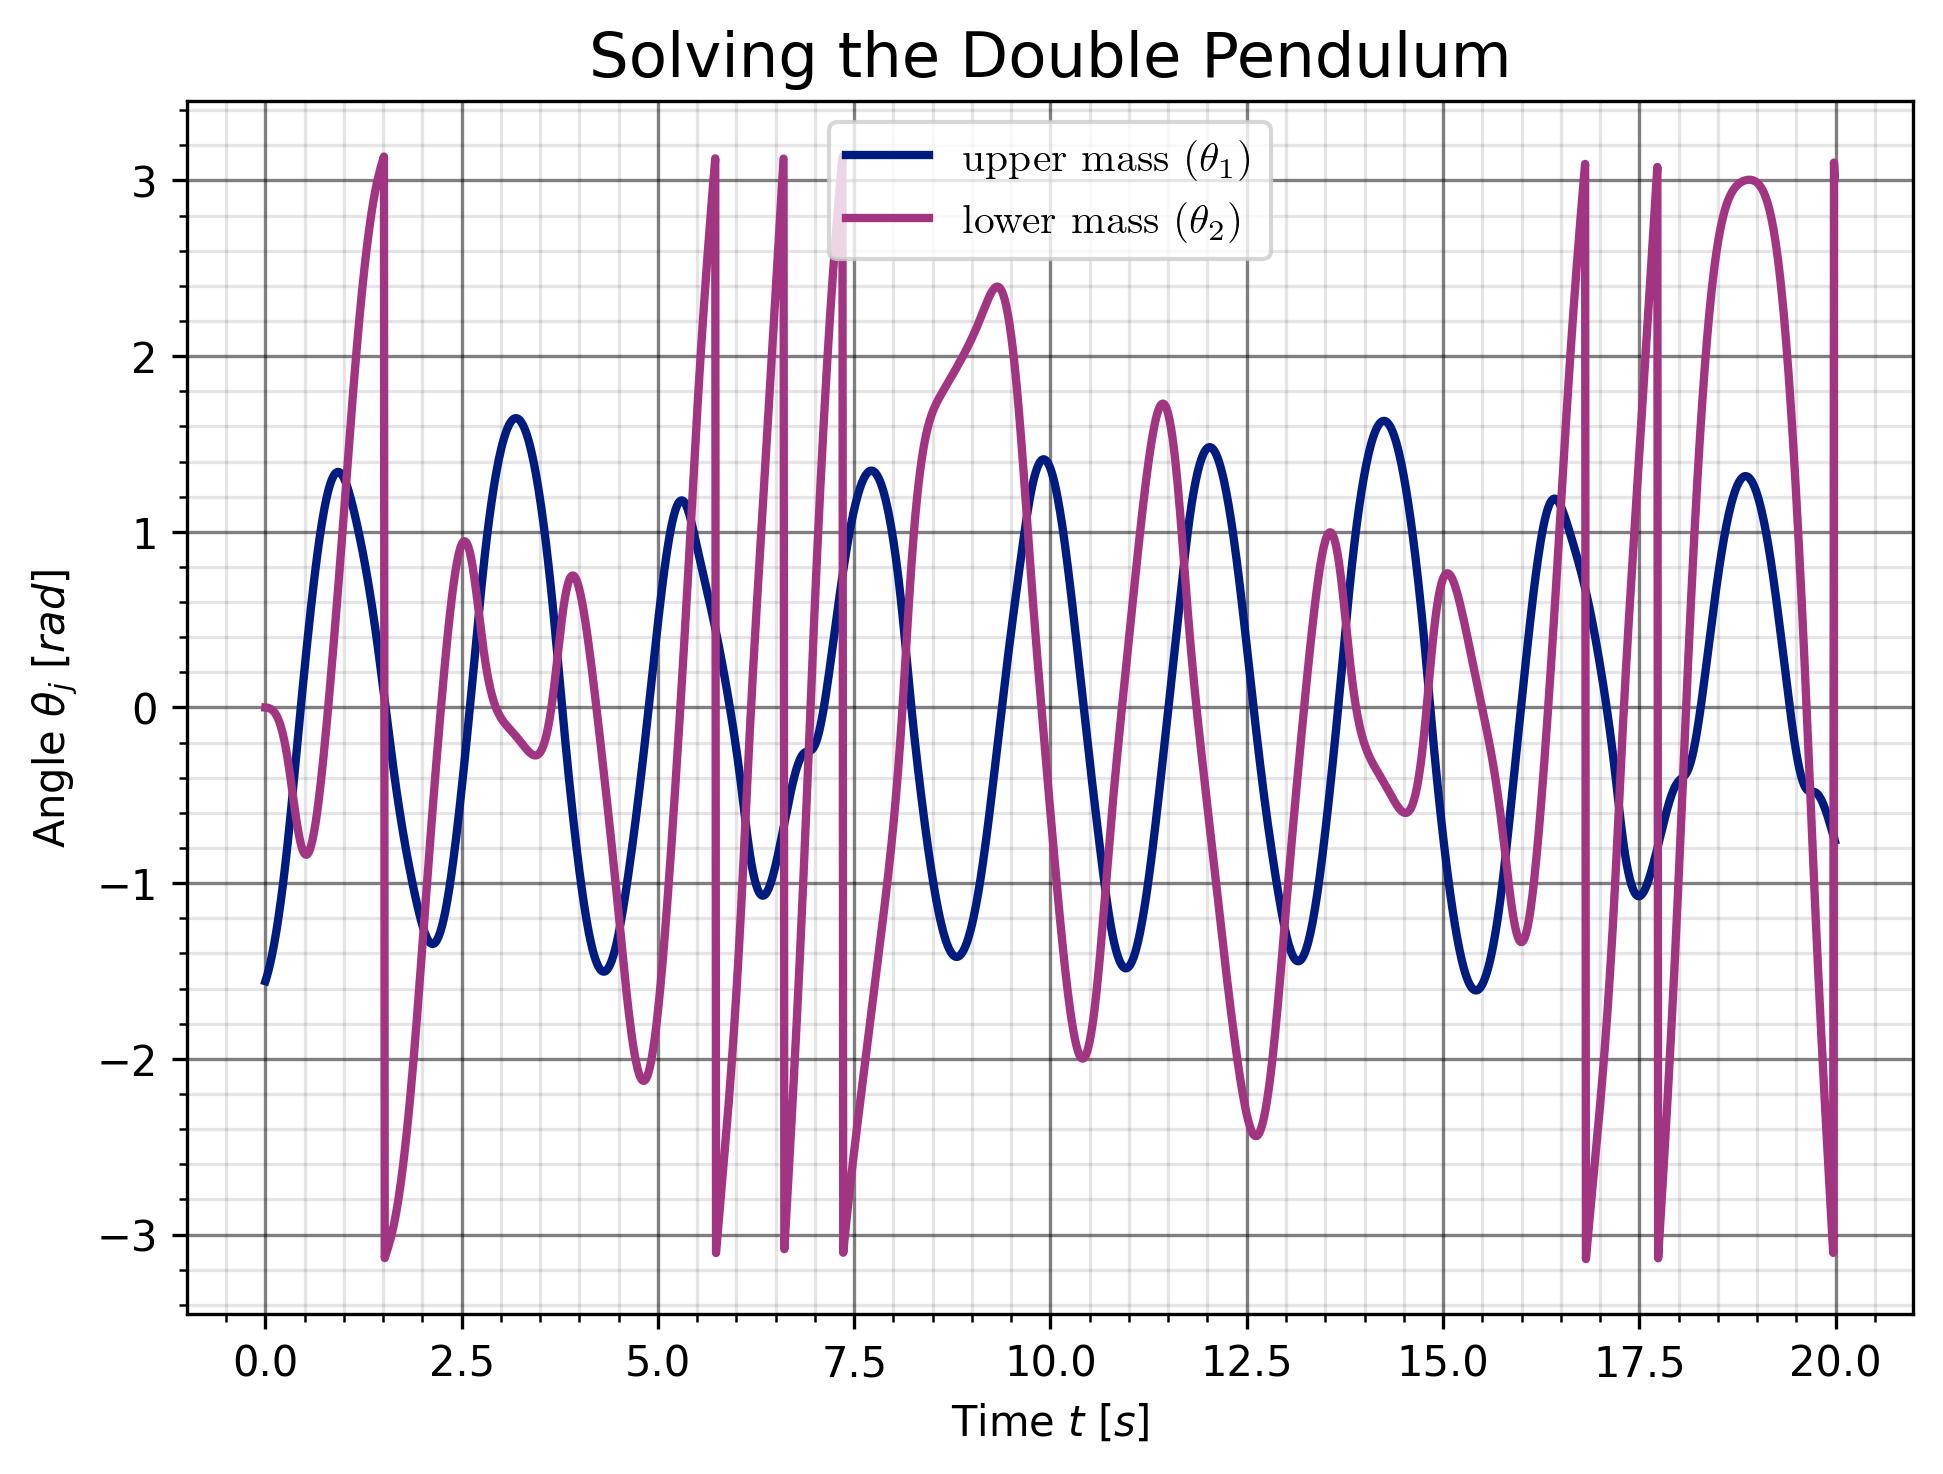 Solving the Double Pendulum
upper mass (θ₁)
lower mass (θ₂)
Angle θⱼ [rad]
3
2
1
0
−1
−2
−3
0.0 2.5 5.0 7.5 10.0 12.5 15.0 17.5 20.0
Time t [s]